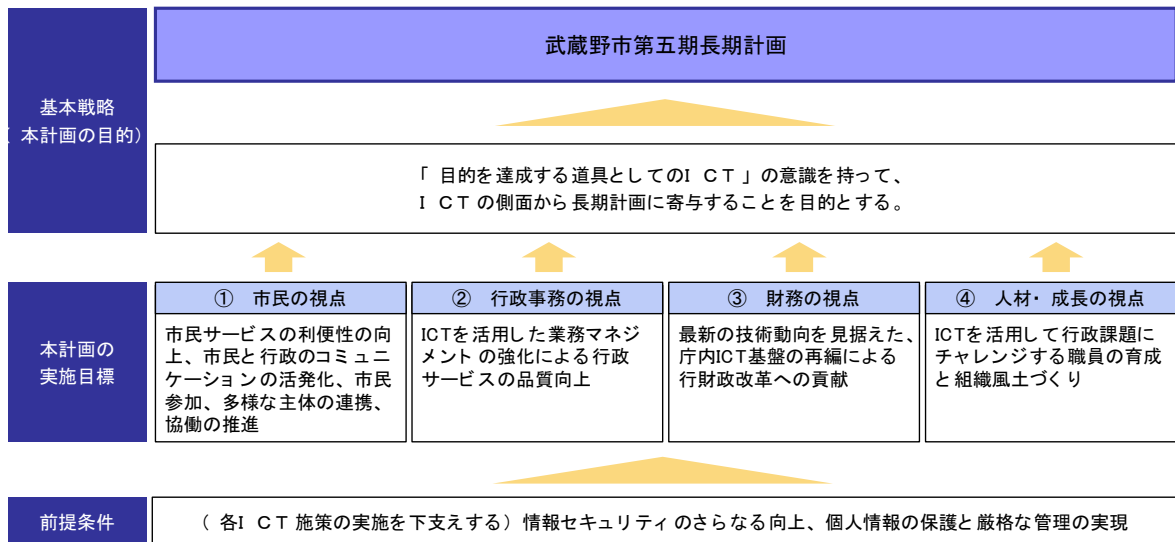 武蔵野市第五期長期計画
基本戦略
（本計画の目的）
「目的を達成する道具としてのICT」の意識を持って、
ICTの側面から長期計画に寄与することを目的とする。
本計画の
実施目標
① 市民の視点
市民サービスの利便性の向
上、市民と行政のコミュニ
ケーションの活発化、市民
参加、多様な主体の連携、
協働の推進
② 行政事務の視点
ICTを活用した業務マネジ
メントの強化による行政
サービスの品質向上
③ 財務の視点
最新の技術動向を見据えた、
庁内ICT基盤の再編による
行財政改革への貢献
④ 人材・成長の視点
ICTを活用して行政課題に
チャレンジする職員の育成
と組織風土づくり
前提条件
（各ICT施策の実施を下支えする）情報セキュリティのさらなる向上、個人情報の保護と厳格な管理の実現